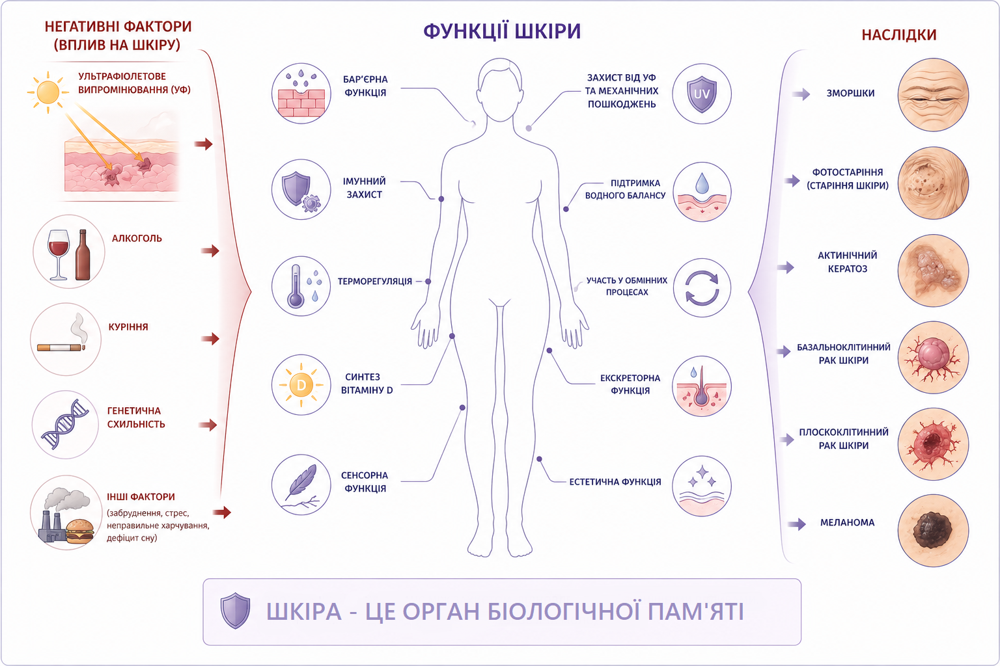 НЕГАТИВНІ ФАКТОРИ
(ВПЛИВ НА ШКІРУ)
УЛЬТРАФІОЛЕТОВЕ
ВИПРОМІНЮВАННЯ (УФ)
АЛКОГОЛЬ
КУРІННЯ
ГЕНЕТИЧНА
СХИЛЬНІСТЬ
ІНШІ ФАКТОРИ
(забруднення, стрес,
неправильне харчування,
дефіцит сну)
ФУНКЦІЇ ШКІРИ
БАР'ЄРНА
ФУНКЦІЯ
ІМУННИЙ
ЗАХИСТ
ТЕРМОРЕГУЛЯЦІЯ
D
СИНТЕЗ
ВІТАМІНУ D
СЕНСОРНА
ФУНКЦІЯ
ЗАХИСТ ВІД УФ
ТА МЕХАНІЧНИХ
ПОШКОДЖЕНЬ
UV
ПІДТРИМКА
ВОДНОГО БАЛАНСУ
УЧАСТЬ У ОБМІННИХ
ПРОЦЕСАХ
ЕКСКРЕТОРНА
ФУНКЦІЯ
ЕСТЕТИЧНА ФУНКЦІЯ
НАСЛІДКИ
ЗМОРШКИ
ФОТОСТАРІННЯ
(СТАРІННЯ ШКІРИ)
АКТИНІЧНИЙ
КЕРАТОЗ
БАЗАЛЬНОКЛІТИННИЙ
РАК ШКІРИ
ПЛОСКОКЛІТИННИЙ
РАК ШКІРИ
МЕЛАНОМА
ШКІРА - ЦЕ ОРГАН БІОЛОГІЧНОЇ ПАМ'ЯТІ